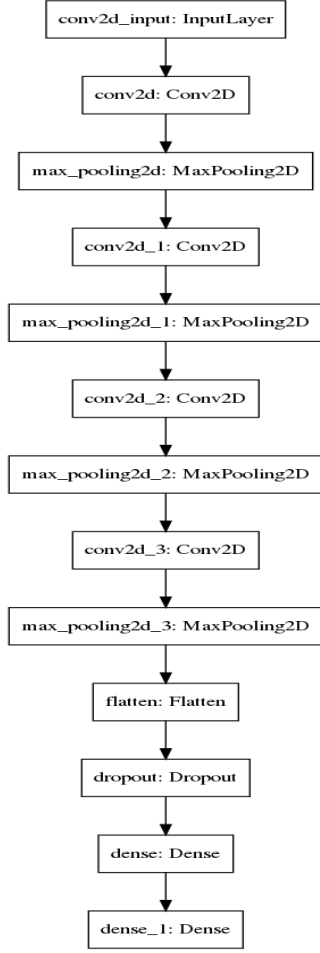 conv2d_input: InputLayer
conv2d: Conv2D
max_pooling2d: MaxPooling2D
conv2d_1: Conv2D
max_pooling2d_1: MaxPooling2D
conv2d_2: Conv2D
max_pooling2d_2: MaxPooling2D
conv2d_3: Conv2D
max_pooling2d_3: MaxPooling2D
flatten: Flatten
dropout: Dropout
dense: Dense
dense_1: Dense